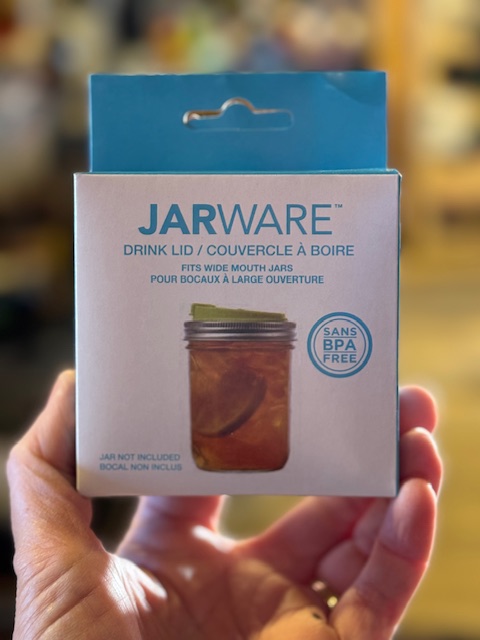 JARWARE™
DRINK LID / COUVERCLE À BOIRE
FITS WIDE MOUTH JARS
POUR BOCAUX À LARGE OUVERTURE
SANS
BPA
FREE
JAR NOT INCLUDED
BOCAL NON INCLUS